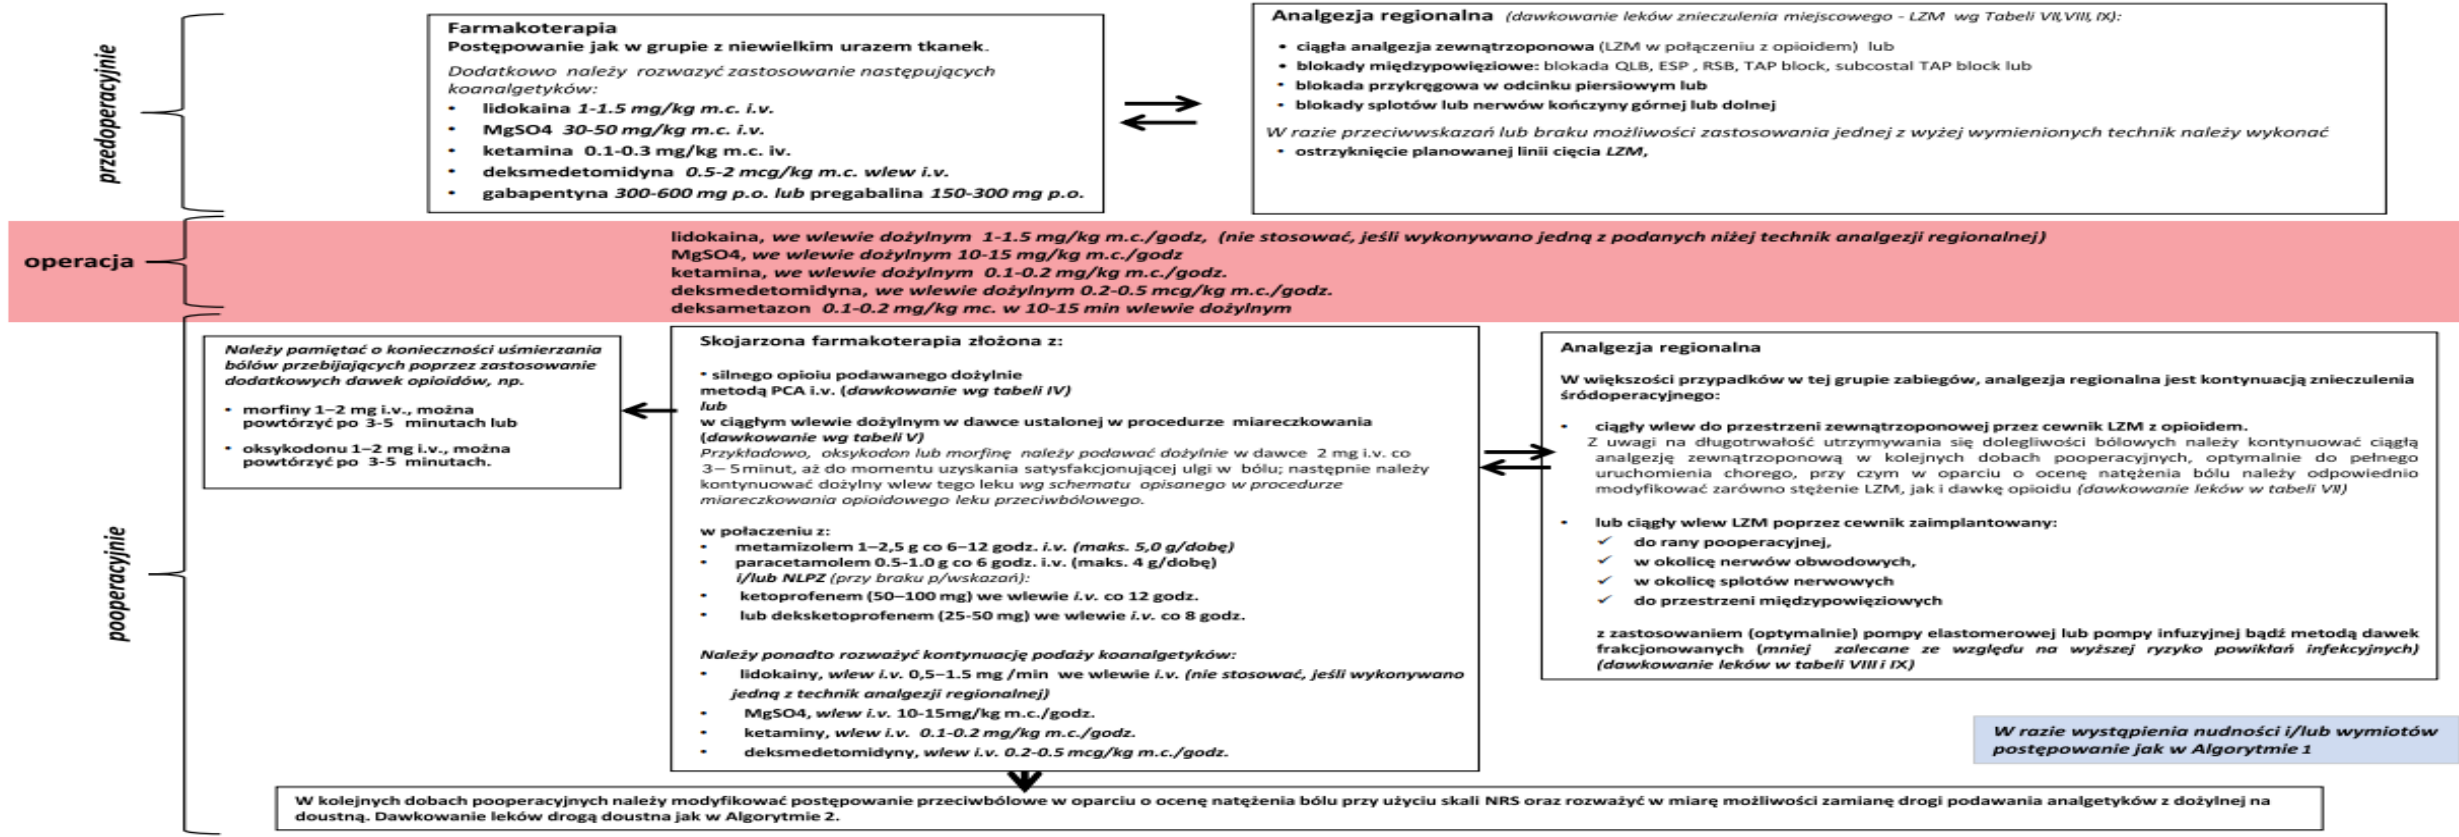 przedoperacyjnie
Farmakoterapia
Postępowanie jak w grupie z niewielkim urazem tkanek.
Dodatkowo należy rozważyć zastosowanie następujących
koanalgetyków:
• lidokaina 1-1.5 mg/kg m.c. i.v.
• MgSO4 30-50 mg/kg m.c. i.v.
• ketamina 0.1-0.3 mg/kg m.c. iv.
• deksmedetomidyna 0.5-2 mcg/kg m.c. wlew i.v.
• gabapentyna 300-600 mg p.o. lub pregabalina 150-300 mg p.o.
Analgezja regionalna (dawkowanie leków znieczulenia miejscowego - LZM wg Tabeli VII,VIII, IX):
• ciągła analgezja zewnątrzoponowa (LZM w połączeniu z opioidem) lub
• blokady międzypowięziowe: blokada QLB, ESP , RSB, TAP block, subcostal TAP block lub
• blokada przykręgowa w odcinku piersiowym lub
• blokady splotów lub nerwów kończyny górnej lub dolnej
W razie przeciwwskazań lub braku możliwości zastosowania jednej z wyżej wymienionych technik należy wykonać
• ostrzyknięcie planowanej linii cięcia LZM,
operacja
lidokaina, we wlewie dożylnym 1-1.5 mg/kg m.c./godz, (nie stosować, jeśli wykonywano jedną z podanych niżej technik analgezji regionalnej)
MgSO4, we wlewie dożylnym 10-15 mg/kg m.c./godz
ketamina, we wlewie dożylnym 0.1-0.2 mg/kg m.c./godz.
deksmedetomidyna, we wlewie dożylnym 0.2-0.5 mcg/kg m.c./godz.
deksametazon 0.1-0.2 mg/kg mc. w 10-15 min wlewie dożylnym
pooperacyjnie
Należy pamiętać o konieczności uśmierzania
bólów przebijających poprzez zastosowanie
dodatkowych dawek opioidów, np.
• morfiny 1–2 mg i.v., można
powtórzyć po 3-5 minutach lub
• oksykodonu 1–2 mg i.v., można
powtórzyć po 3-5 minutach.
Skojarzona farmakoterapia złożona z:
• silnego opioiu podawanego dożylnie
metodą PCA i.v. (dawkowanie wg tabeli IV)
lub
w ciągłym wlewie dożylnym w dawce ustalonej w procedurze miareczkowania
(dawkowanie wg tabeli V)
Przykładowo, oksykodon lub morfinę należy podawać dożylnie w dawce 2 mg i.v. co
3–5minut, aż do momentu uzyskania satysfakcjonującej ulgi w bólu; następnie należy
kontynuować dożylny wlew tego leku wg schematu opisanego w procedurze
miareczkowania opioidowego leku przeciwbólowego.
w połaczeniu z:
• metamizolem 1–2,5 g co 6–12 godz. i.v. (maks. 5,0 g/dobę)
• paracetamolem 0.5-1.0 g co 6 godz. i.v. (maks. 4 g/dobę)
i/lub NLPZ (przy braku p/wskazań):
• ketoprofenem (50–100 mg) we wlewie i.v. co 12 godz.
• lub deksketoprofenem (25-50 mg) we wlewie i.v. co 8 godz.
Należy ponadto rozważyć kontynuację podaży koanalgetyków:
• lidokainy, wlew i.v. 0,5–1.5 mg /min we wlewie i.v. (nie stosować, jeśli wykonywano
jedną z technik analgezji regionalnej)
• MgSO4, wlew i.v. 10-15mg/kg m.c./godz.
• ketaminy, wlew i.v. 0.1-0.2 mg/kg m.c./godz.
• deksmedetomidyny, wlew i.v. 0.2-0.5 mcg/kg m.c./godz.
Analgezja regionalna
W większości przypadków w tej grupie zabiegów, analgezja regionalna jest kontynuacją znieczulenia
śródoperacyjnego:
• ciągły wlew do przestrzeni zewnątrzoponowej przez cewnik LZM z opioidem.
Z uwagi na długotrwałość utrzymywania się dolegliwości bólowych należy kontynuować ciągłą
analgezję zewnątrzoponową w kolejnych dobach pooperacyjnych, optymalnie do pełnego
uruchomienia chorego, przy czym w oparciu o ocenę natężenia bólu należy odpowiednio
modyfikować zarówno stężenie LZM, jak i dawkę opioidu (dawkowanie leków w tabeli VII)
• lub ciągły wlew LZM poprzez cewnik zaimplantowany:
✓ do rany pooperacyjnej,
✓ w okolicę nerwów obwodowych,
✓ w okolicę splotów nerwowych
✓ do przestrzeni międzypowięziowych
z zastosowaniem (optymalnie) pompy elastomerowej lub pompy infuzyjnej bądź metodą dawek
frakcjonowanych (mniej zalecane ze względu na wyższej ryzyko powikłań infekcyjnych)
(dawkowanie leków w tabeli VIII i IX)
W razie wystąpienia nudności i/lub wymiotów
postępowanie jak w Algorytmie 1
W kolejnych dobach pooperacyjnych należy modyfikować postępowanie przeciwbólowe w oparciu o ocenę natężenia bólu przy użyciu skali NRS oraz rozważyć w miarę możliwości zamianę drogi podawania analgetyków z dożylnej na
doustną. Dawkowanie leków drogą doustna jak w Algorytmie 2.